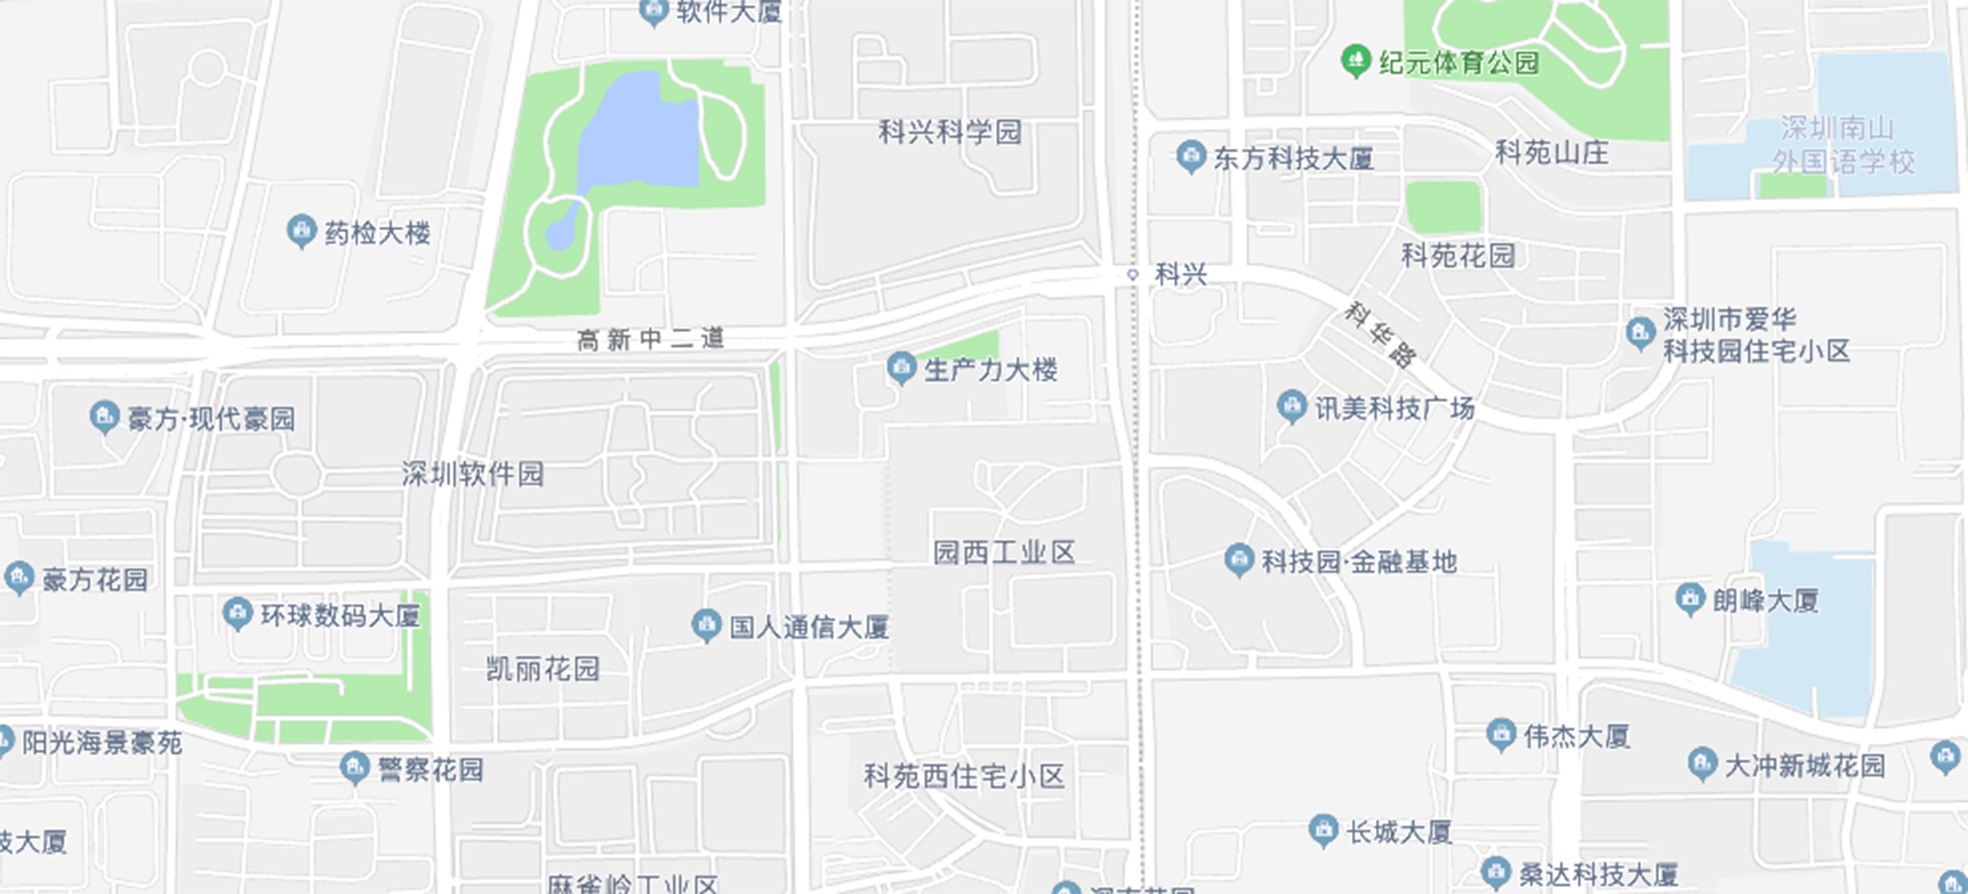 软件大厦
纪元体育公园
科兴科学园
深圳南山
外国语学校
东方科技大厦
科苑山庄
药检大楼
科苑花园
科兴
高新中二道
科华路
深圳市爱华
科技园住宅小区
生产力大楼
豪方·现代豪园
讯美科技广场
深圳软件园
园西工业区
科技园·金融基地
豪方花园
环球数码大厦
国人通信大厦
朗峰大厦
凯丽花园
阳光海景豪苑
警察花园
科苑西住宅小区
伟杰大厦
大冲新城花园
技大厦
长城大厦
桑达科技大厦
麻雀岭工业区